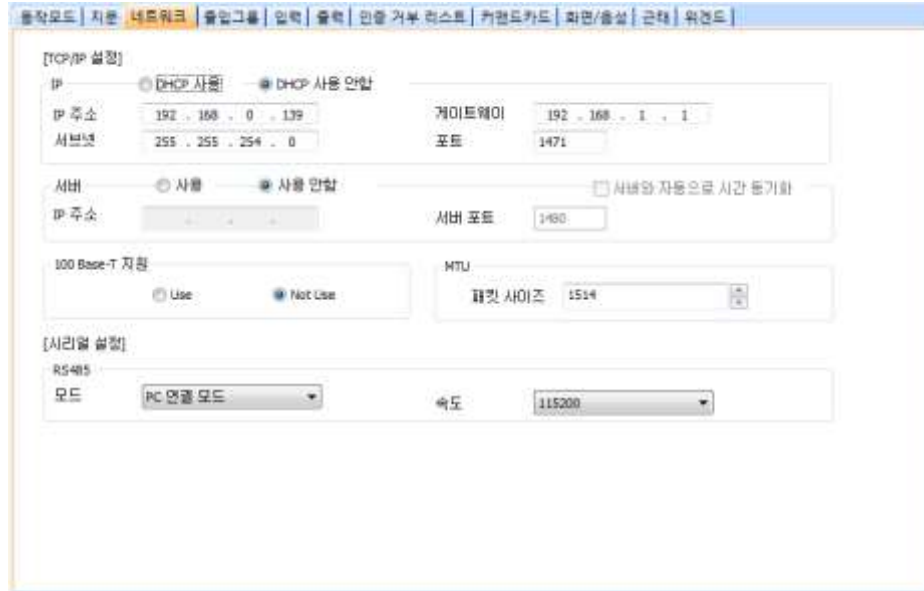 동작모드 지문 네트워크 출입그룹 입력 출력 인증 거부 리스트 커맨드카드 화면/음성 근태 위겐드
[TCP/IP 설정]
IP DHCP 사용 DHCP 사용 안함
IP 주소 192 . 168 . 0 . 139 게이트웨이 192 . 168 . 1 . 1
서브넷 255 . 255 . 254 . 0 포트 1471
서버 사용 사용 안함 서버와 자동으로 시간 동기화
IP 주소 . . . 서버 포트 1480
100 Base-T 지원 MTU
Use Not Use 패킷 사이즈 1514
[시리얼 설정]
RS485
모드 PC 연결 모드 속도 115200